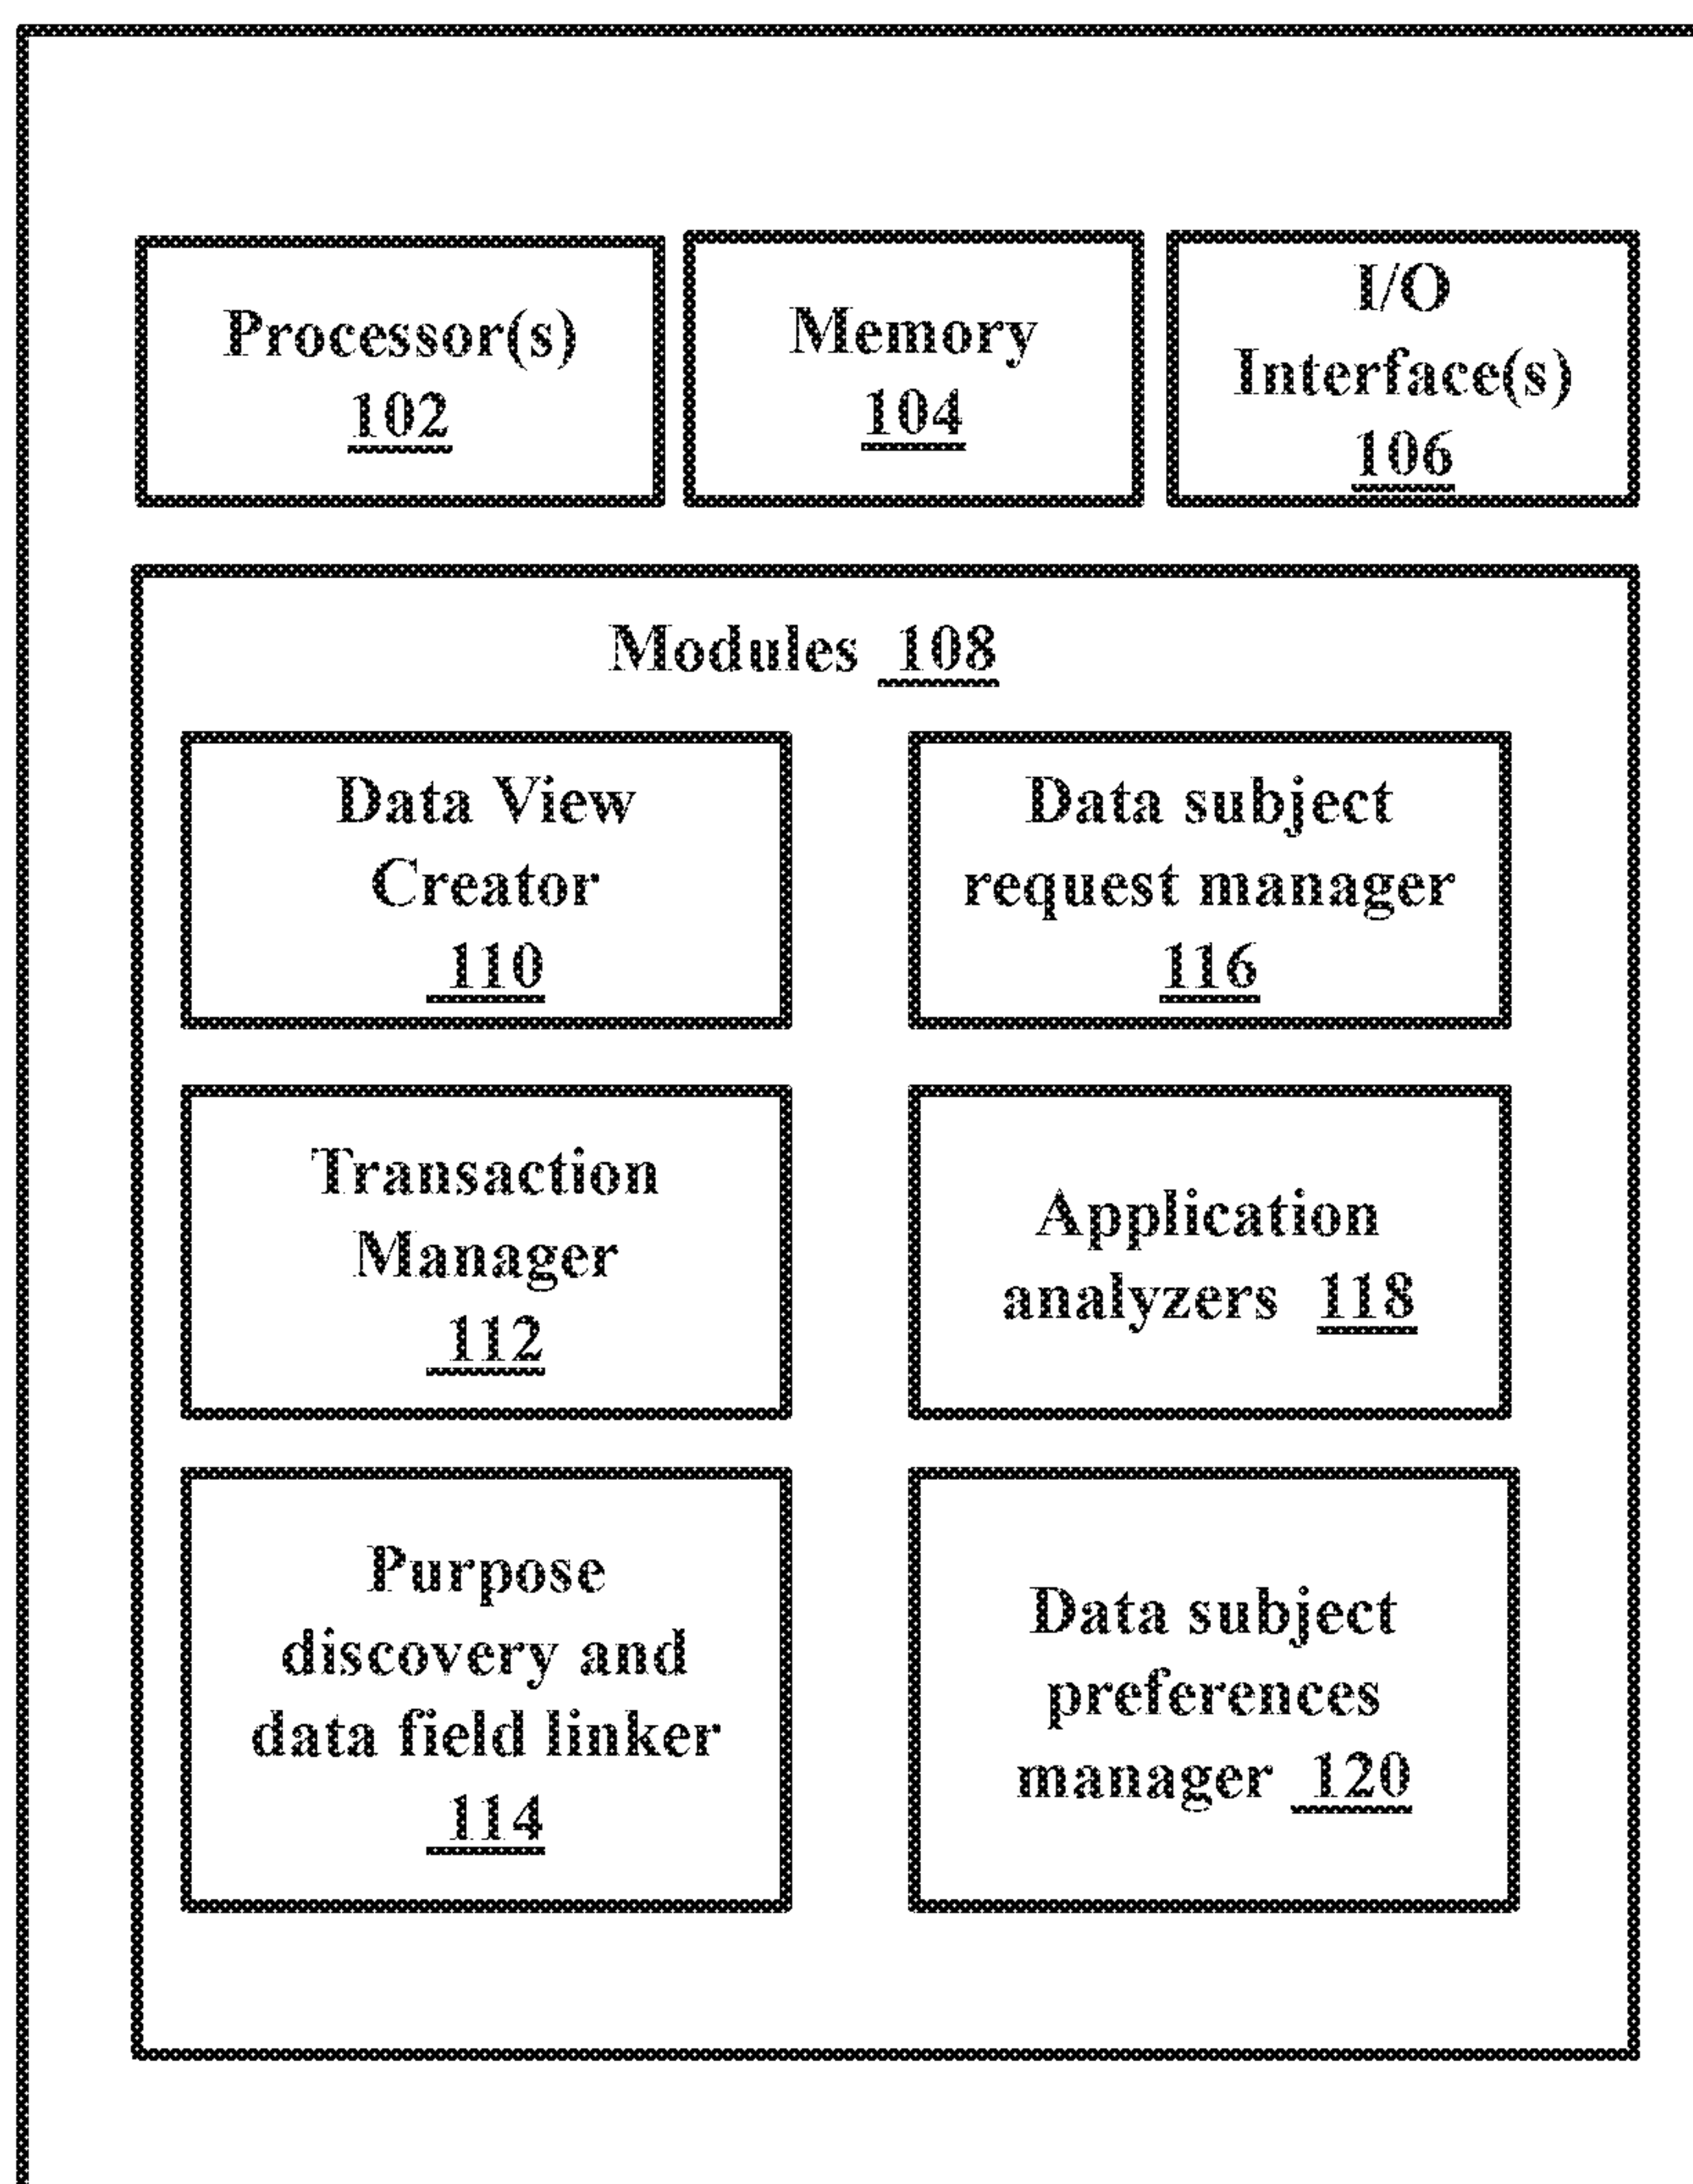 Processor(s)
102
Memory
104
I/O
Interface(s)
106
Modules 108
Data View
Creator
110
Data subject
request manager
116
Transaction
Manager
112
Application
analyzers 118
Purpose
discovery and
data field linker
114
Data subject
preferences
manager 120